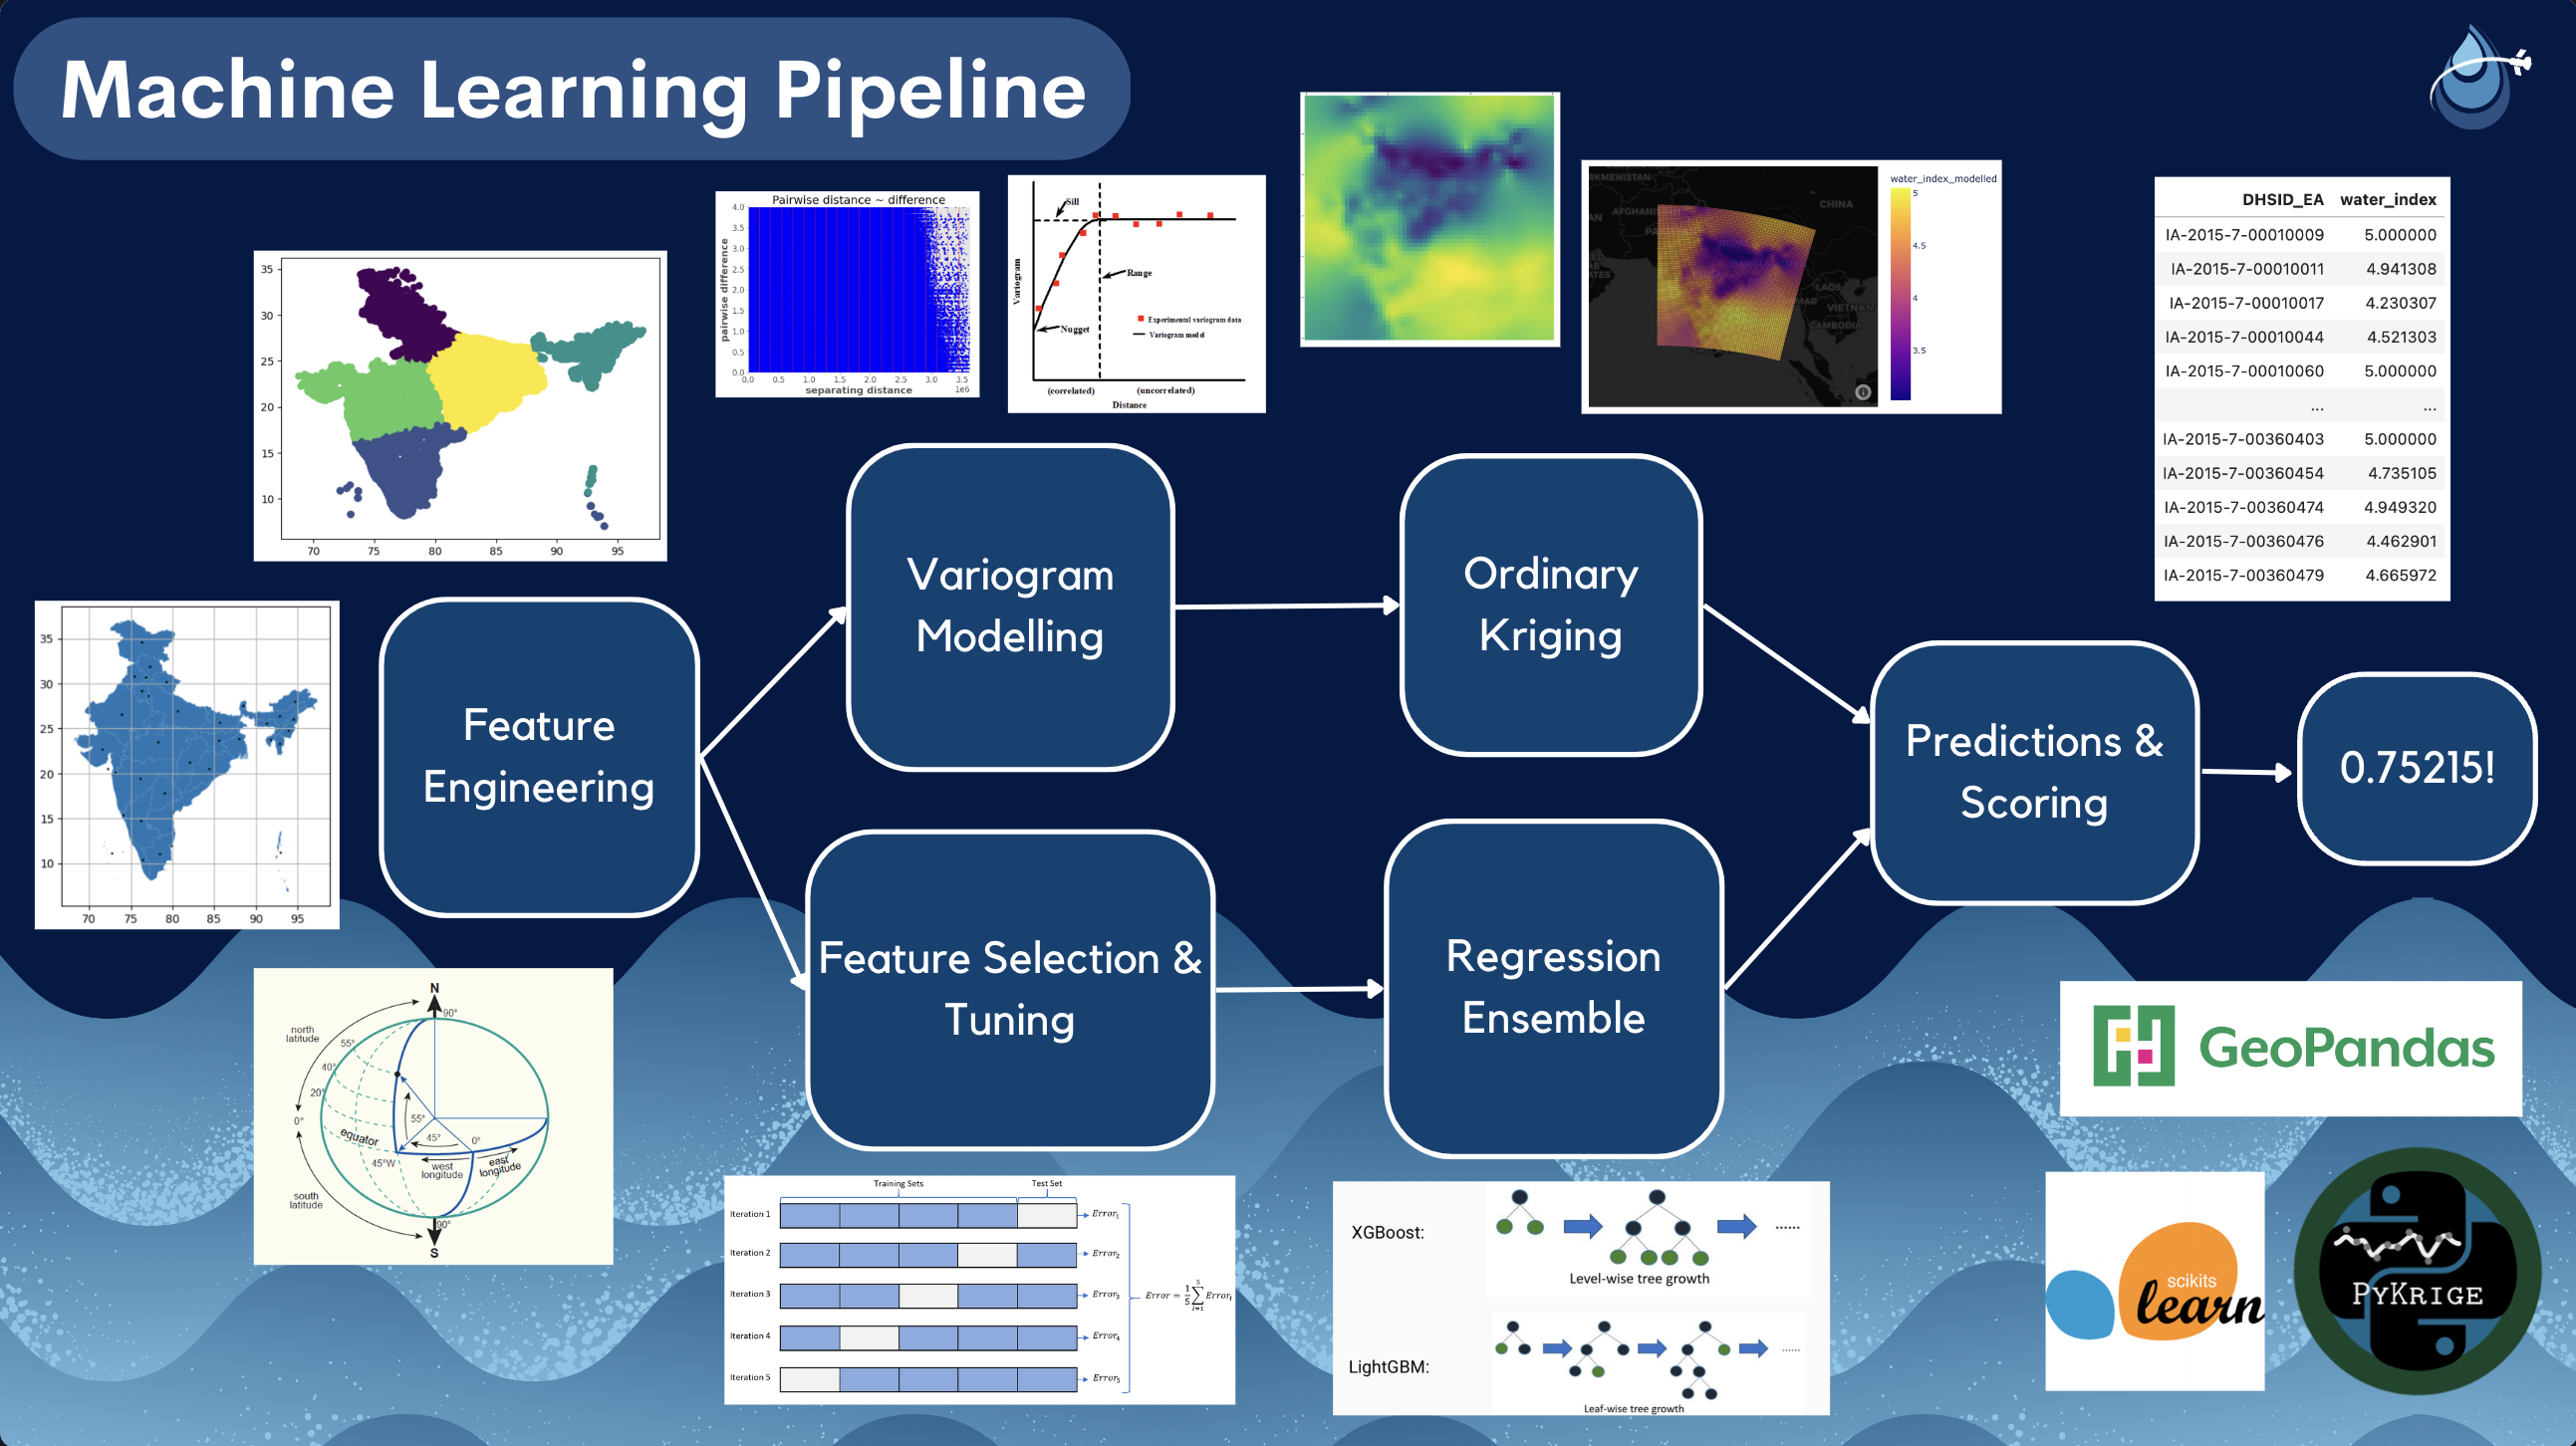 Machine Learning Pipeline
35
30
25
20
15
10
70 75 80 85 90 95
Pairwise distance ~ difference
pairwise difference
4.0
3.5
3.0
2.5
2.0
1.5
1.0
0.5
0.0
0.0 0.5 1.0 1.5 2.0 2.5 3.0 3.5
1e6
separating distance
Variogram
Sill
Range
Nugget
Experimental variogram data
Variogram model
(correlated) (uncorrelated)
Distance
RKMENISTAN
AFGHANIS
CHINA
LAOS
MAR
VIETNAM
CAMBODIA
water_index_modelled
5
4.5
4
3.5
DHSID_EA water_index
IA-2015-7-00010009 5.000000
IA-2015-7-00010011 4.941308
IA-2015-7-00010017 4.230307
IA-2015-7-00010044 4.521303
IA-2015-7-00010060 5.000000
... ...
IA-2015-7-00360403 5.000000
IA-2015-7-00360454 4.735105
IA-2015-7-00360474 4.949320
IA-2015-7-00360476 4.462901
IA-2015-7-00360479 4.665972
35
30
25
20
15
10
70 75 80 85 90 95
Feature
Engineering
Variogram
Modelling
Ordinary
Kriging
Feature Selection &
Tuning
Regression
Ensemble
Predictions &
Scoring
0.75215!
N
90°
north
latitude
55°
40°
20°
0°
equator
55°
45°
0°
45°W
west
longitude
east
longitude
south
latitude
90°
S
Training Sets Test Set
Iteration 1 Error₁
Iteration 2 Error₂
Iteration 3 Error₃
Iteration 4 Error₄
Iteration 5 Error₅
Error = 1/5 5∑i=1 Errorᵢ
XGBoost:
......
Level-wise tree growth
LightGBM:
......
Leaf-wise tree growth
GeoPandas
scikits
learn
PYKRIGE